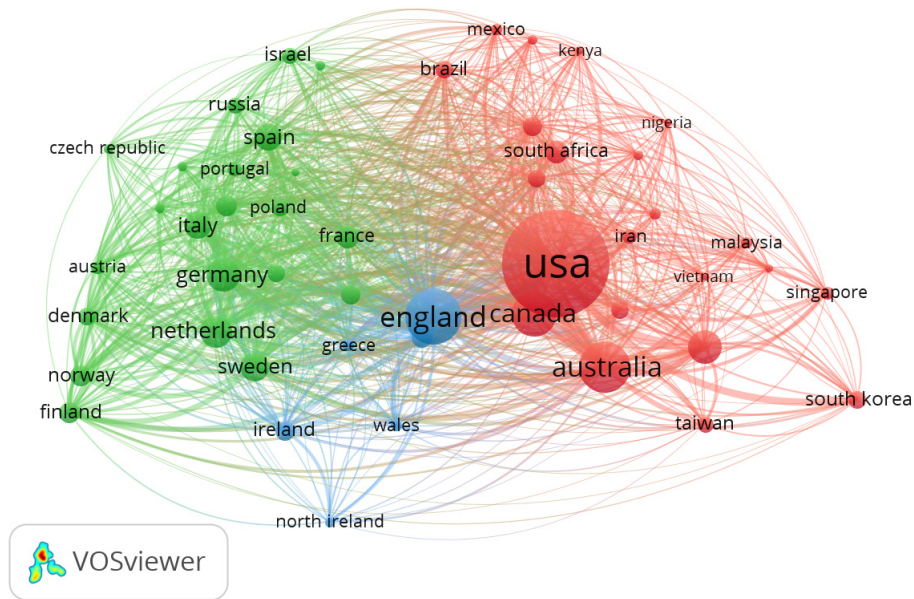 mexico
israel
kenya
brazil
russia
nigeria
spain
czech republic
south africa
portugal
poland
italy
france
iran
malaysia
usa
austria
germany
vietnam
singapore
denmark
england
canada
netherlands
greece
sweden
australia
norway
south korea
finland
taiwan
wales
ireland
north ireland
VOSviewer